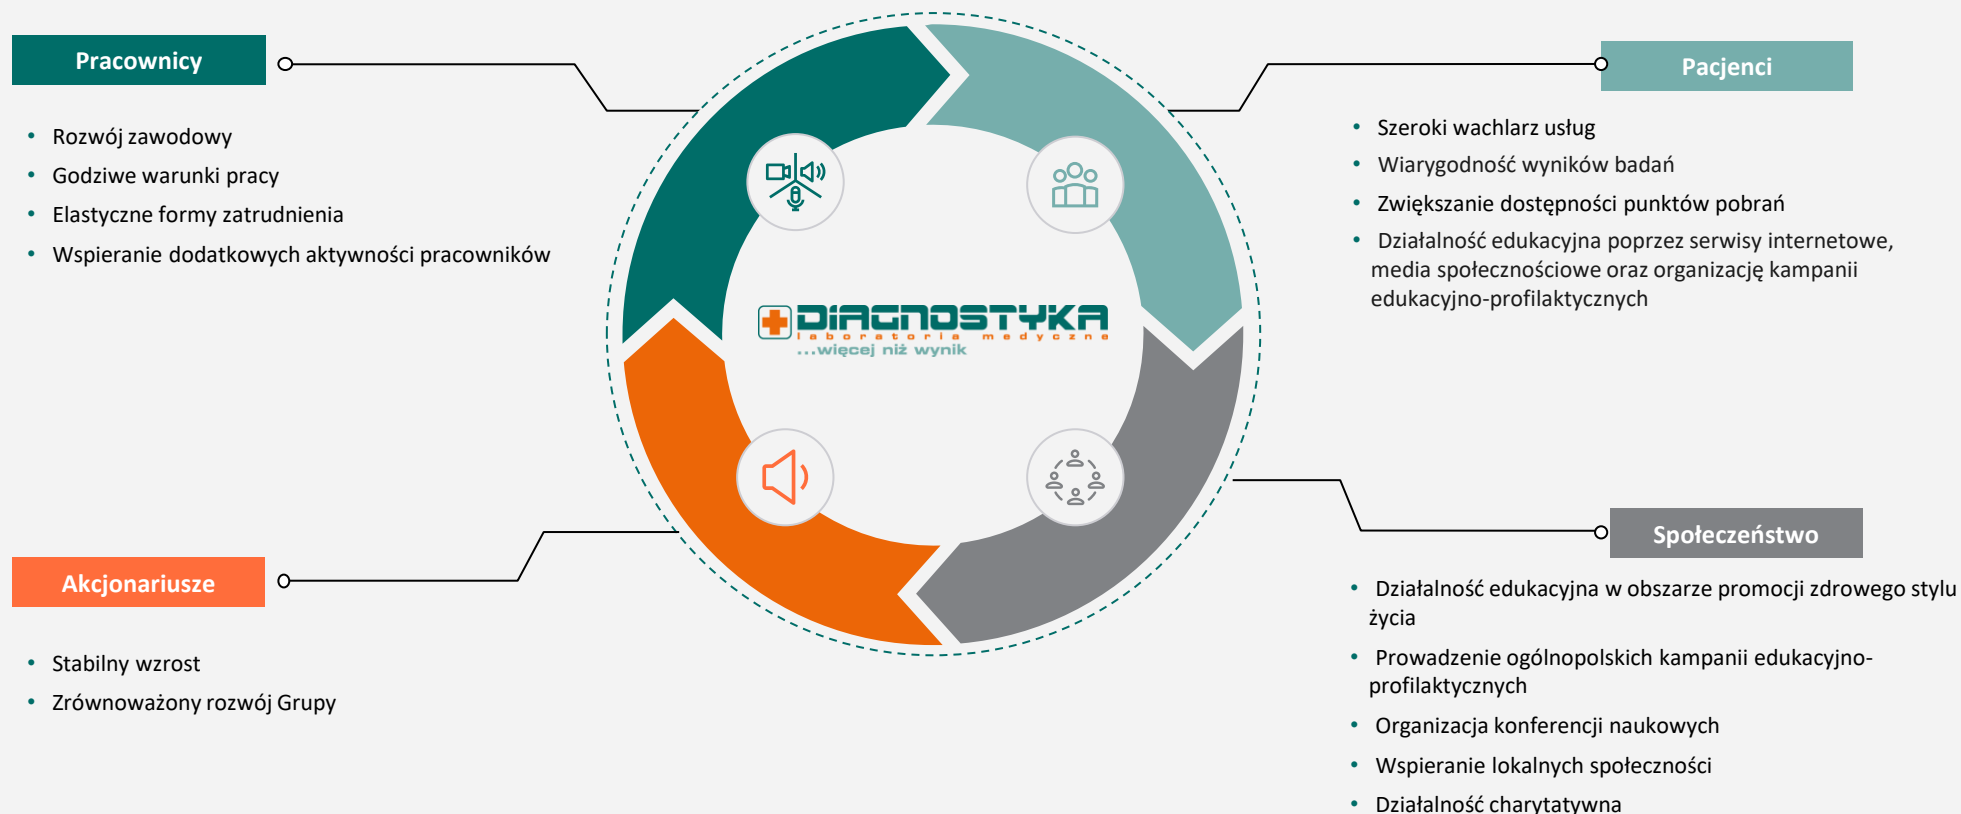 Pracownicy
• Rozwój zawodowy
• Godziwe warunki pracy
• Elastyczne formy zatrudnienia
• Wspieranie dodatkowych aktywności pracowników
Pacjenci
• Szeroki wachlarz usług
• Wiarygodność wyników badań
• Zwiększanie dostępności punktów pobrań
• Działalność edukacyjna poprzez serwisy internetowe,
media społecznościowe oraz organizację kampanii
edukacyjno-profilaktycznych
DIAGNOSTYKA
laboratoria medyczne
...więcej niż wynik
Akcjonariusze
• Stabilny wzrost
• Zrównoważony rozwój Grupy
Społeczeństwo
• Działalność edukacyjna w obszarze promocji zdrowego stylu
życia
• Prowadzenie ogólnopolskich kampanii edukacyjno-
profilaktycznych
• Organizacja konferencji naukowych
• Wspieranie lokalnych społeczności
• Działalność charytatywna